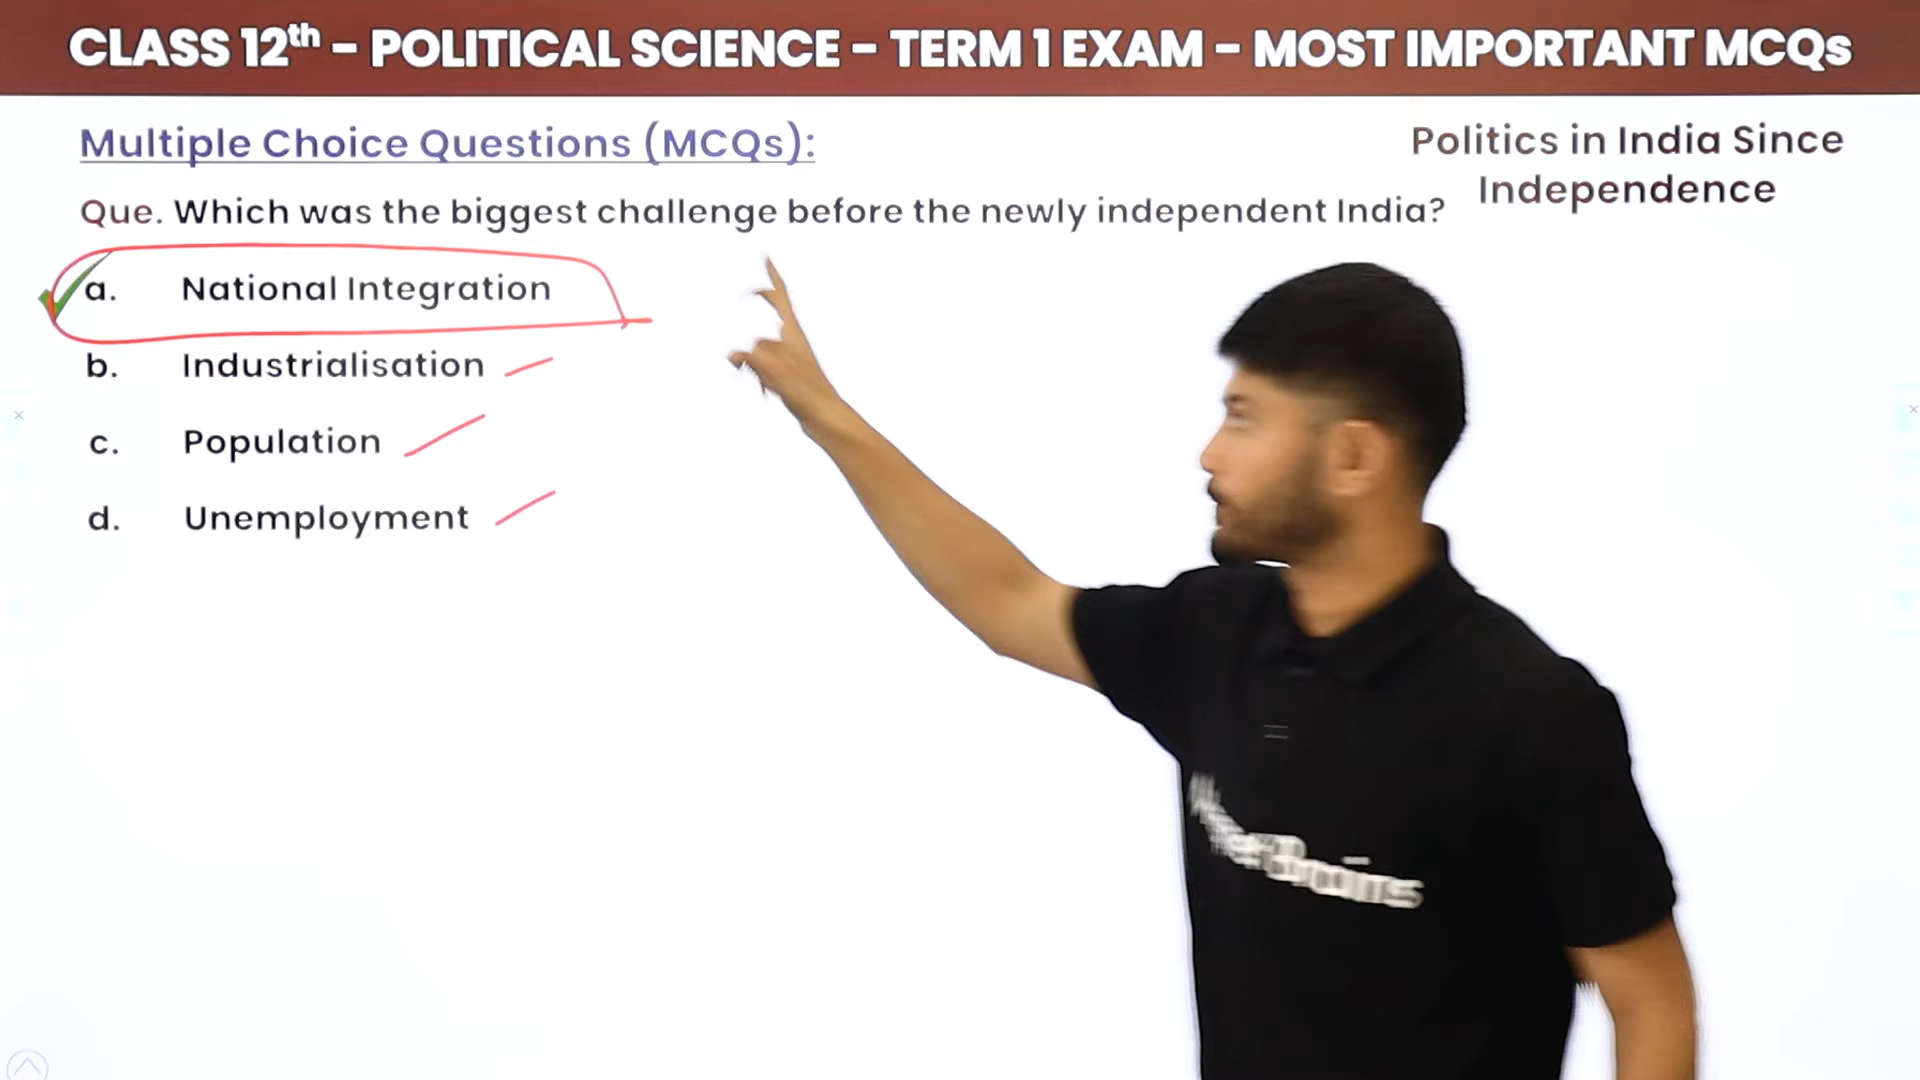 CLASS 12th - POLITICAL SCIENCE - TERM 1 EXAM - MOST IMPORTANT MCQs
Multiple Choice Questions (MCQs):
Politics in India Since
Independence
Que. Which was the biggest challenge before the newly independent India?
a. National Integration
b. Industrialisation
c. Population
d. Unemployment